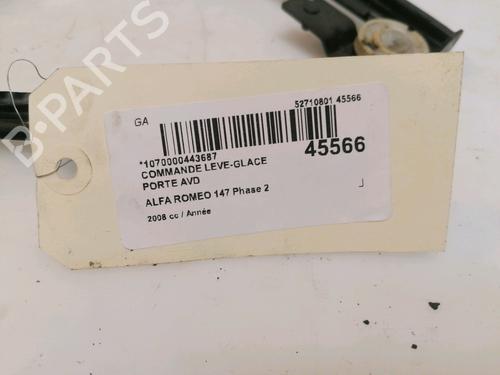 B-PARTS
GA
52710801 45566
*1070000443687
45566
COMMANDE LEVE-GLACE
PORTE AVD
ALFA ROMEO 147 Phase 2
2008 cc / Année